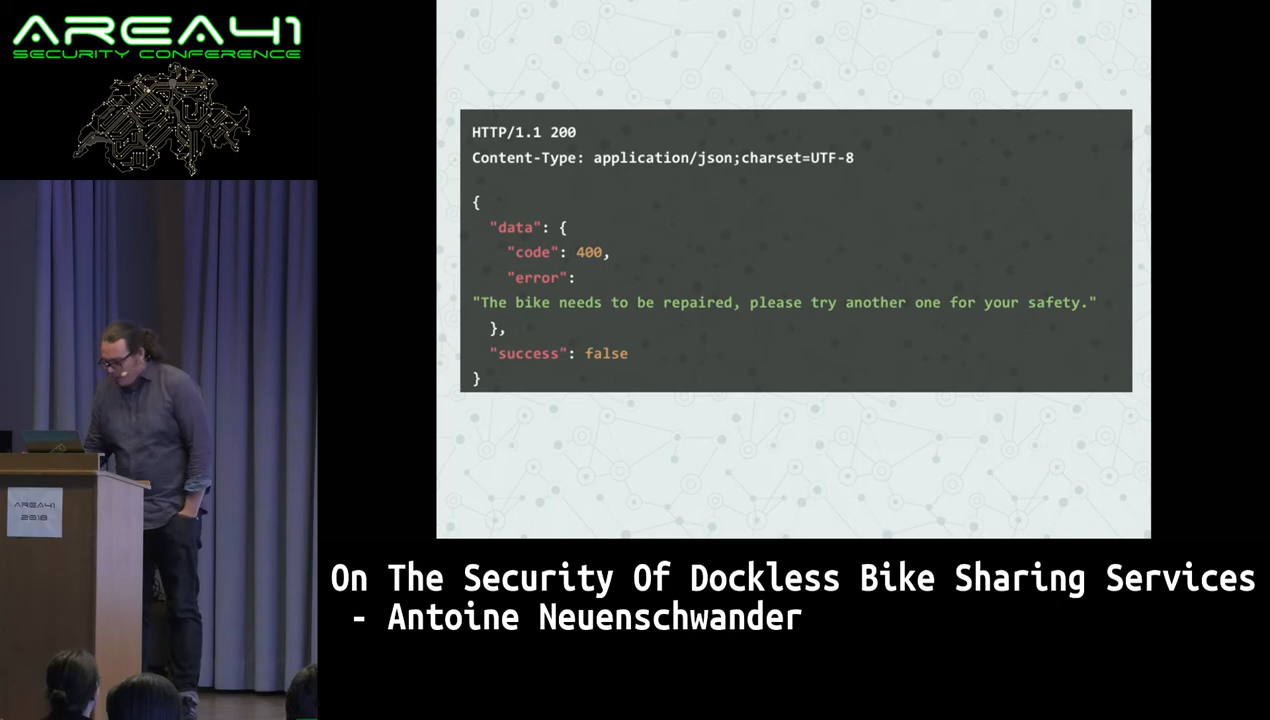 AREA41
SECURITY CONFERENCE
HTTP/1.1 200
Content-Type: application/json;charset=UTF-8
{
"data": {
"code": 400,
"error":
"The bike needs to be repaired, please try another one for your safety."
},
"success": false
}
AREA41
2018
On The Security Of Dockless Bike Sharing Services
- Antoine Neuenschwander